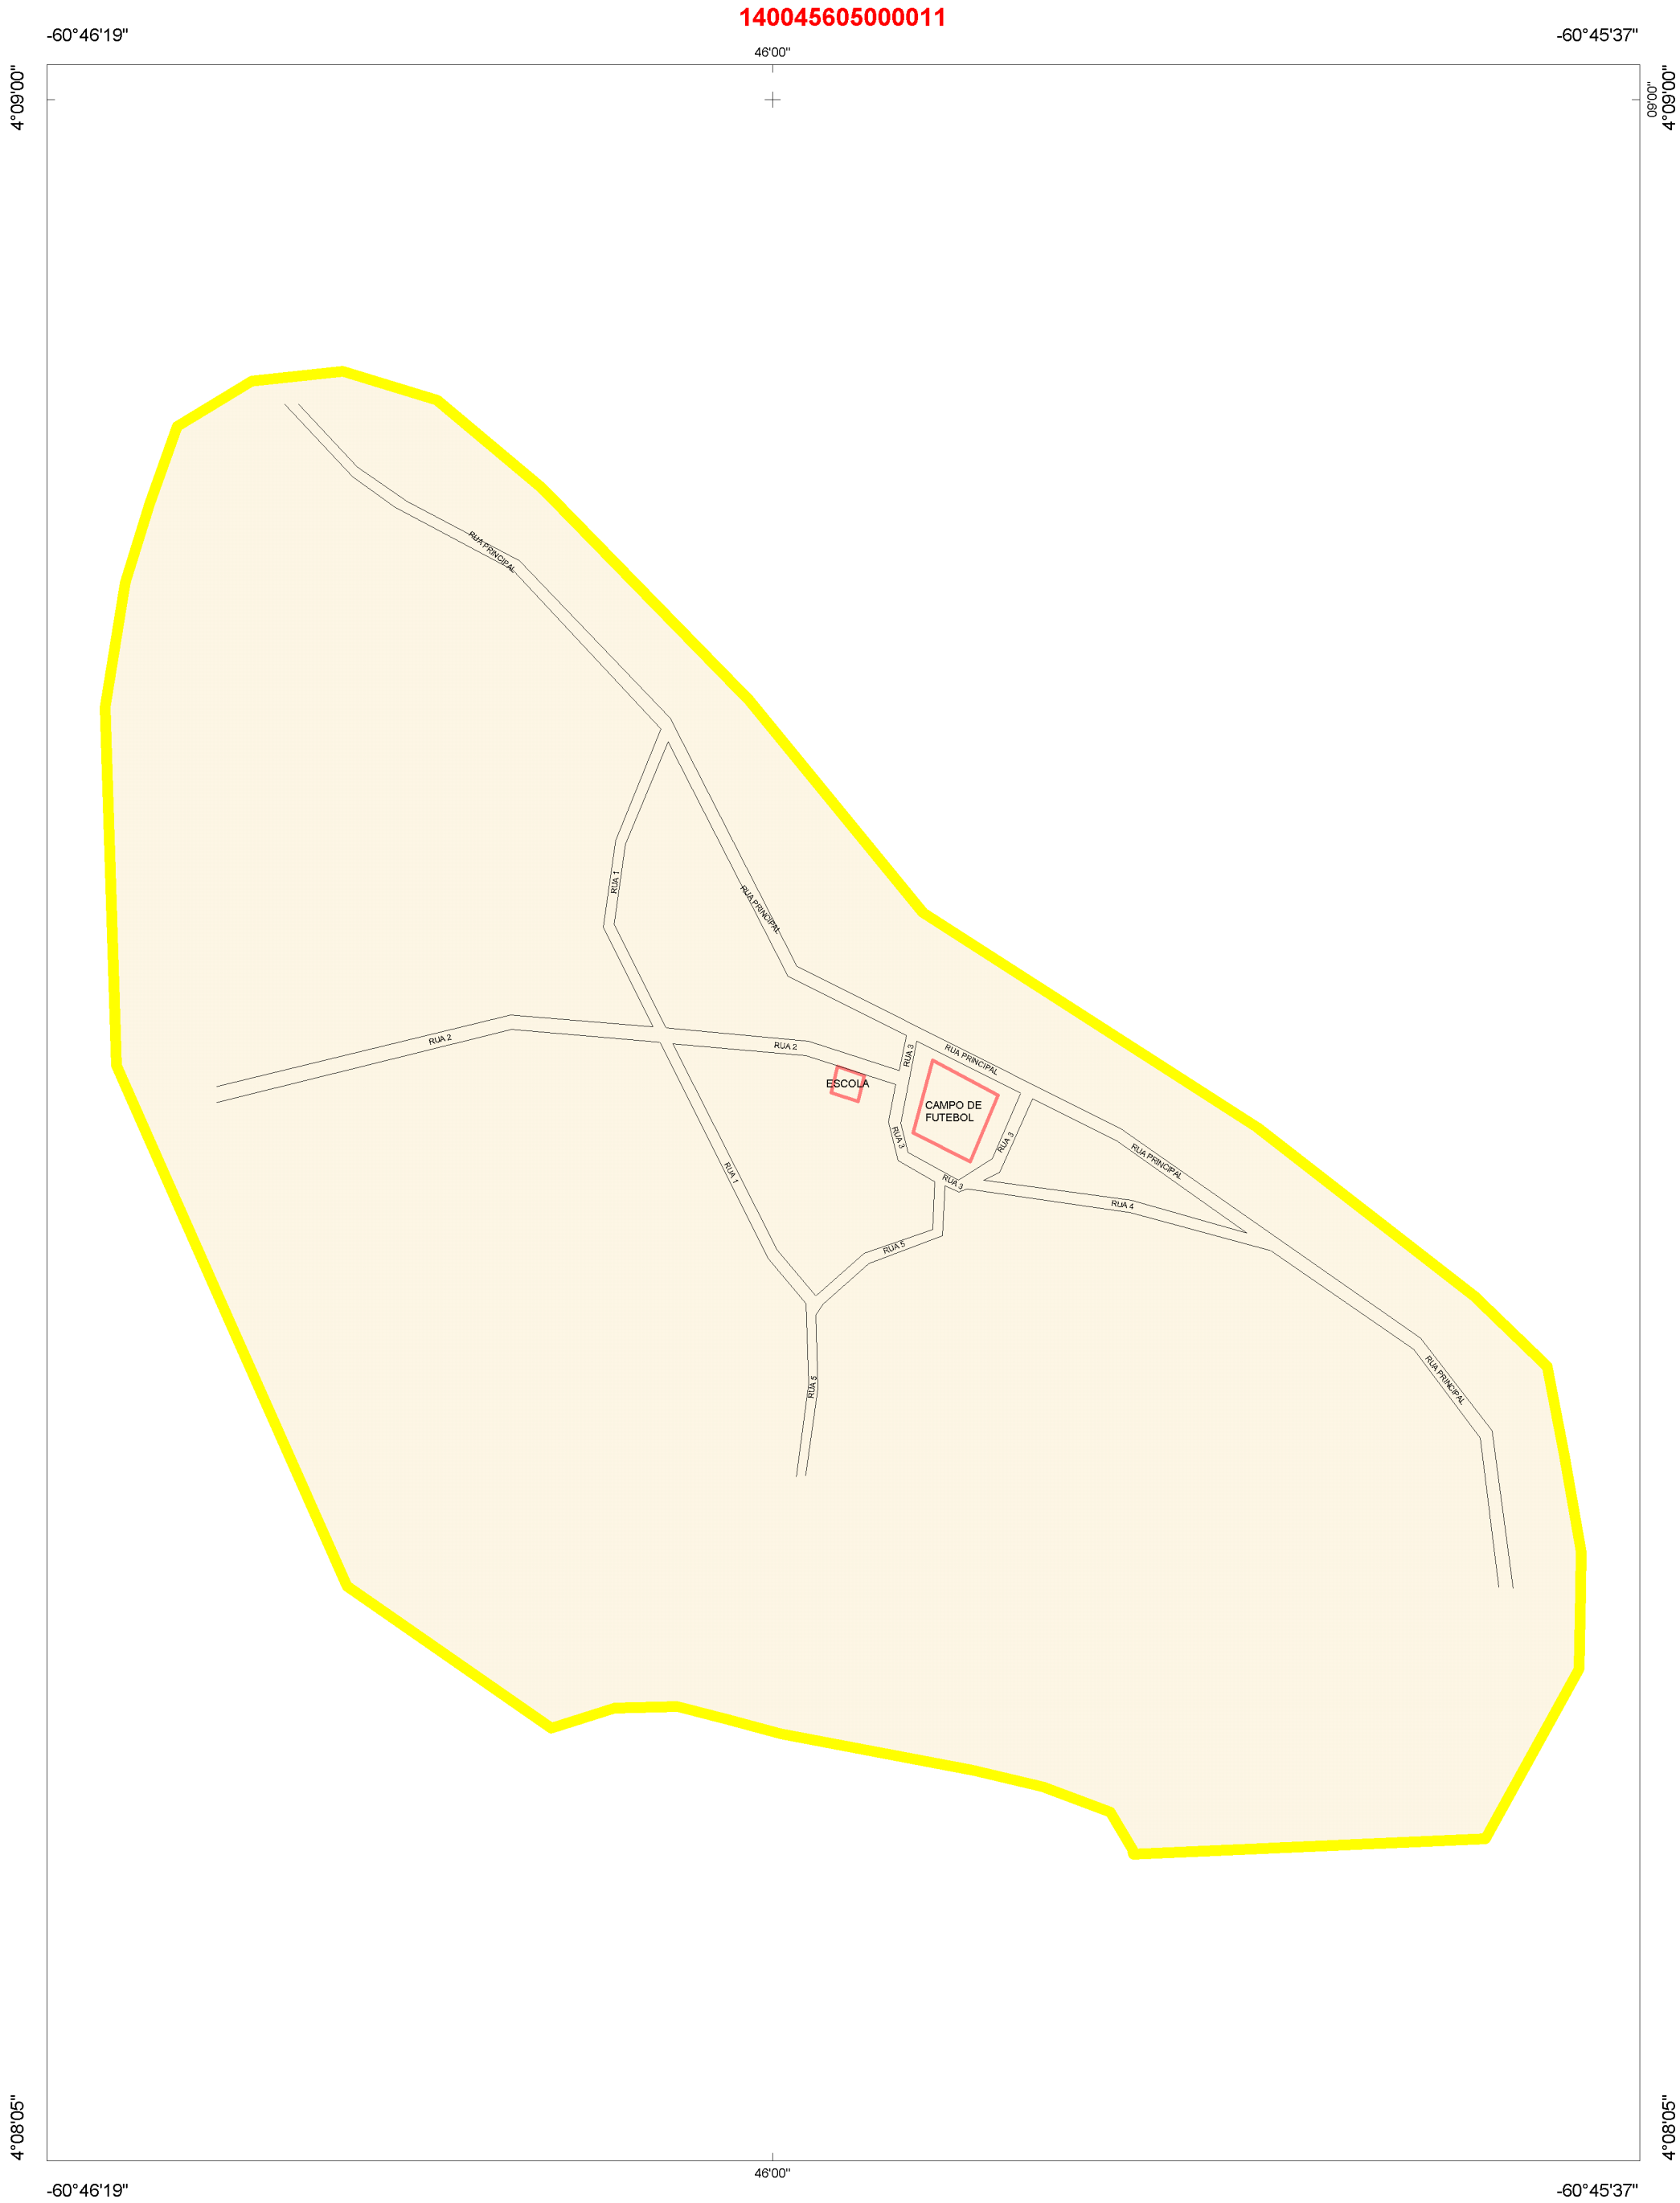 140045605000011
-60°46'19"
-60°45'37"
46'00"
4°09'00"
09'00"
4°09'00"
RUA PRINCIPAL
RUA 1
RUA PRINCIPAL
RUA 2
RUA 2
RUA 3
RUA PRINCIPAL
ESCOLA
CAMPO DE
FUTEBOL
RUA 3
RUA 3
RUA PRINCIPAL
RUA 1
RUA 3
RUA 4
RUA 5
RUA PRINCIPAL
RUA 5
4°08'05"
4°08'05"
46'00"
-60°46'19"
-60°45'37"